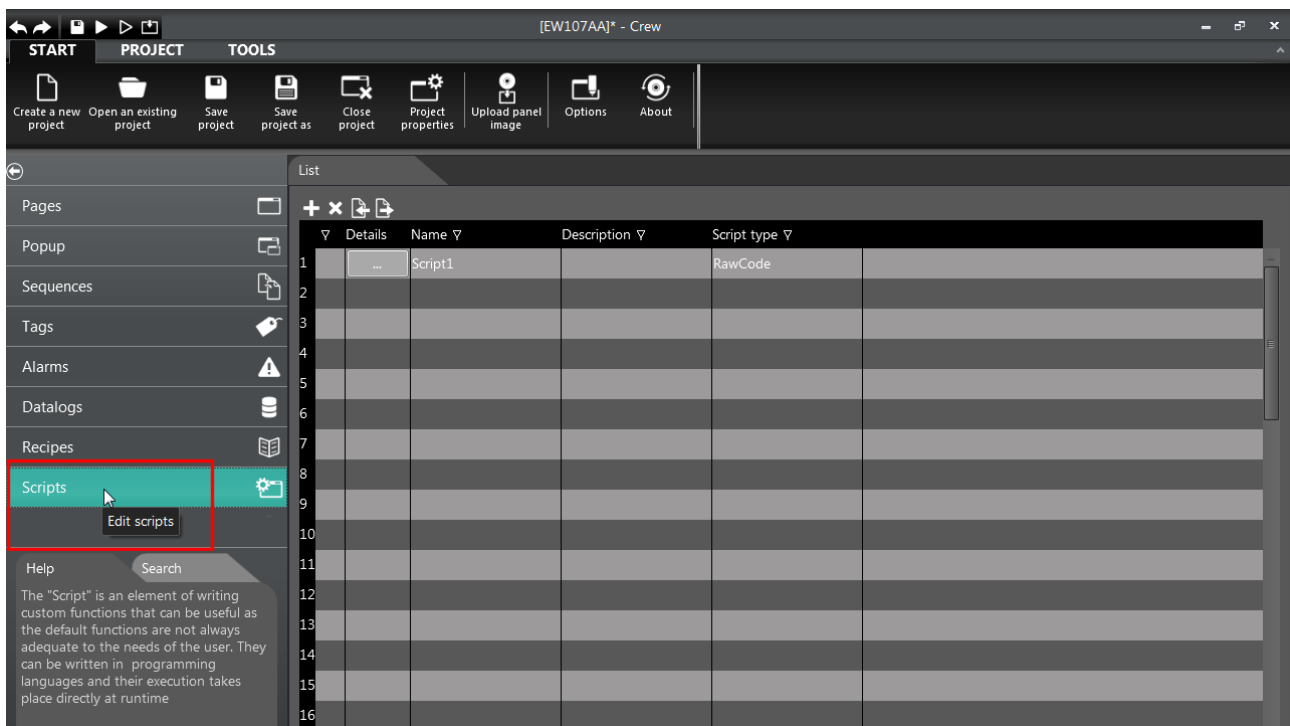 [EW107AA]* - Crew
START PROJECT TOOLS
Create a new project
Open an existing project
Save project
Save project as
Close project
Project properties
Upload panel image
Options
About
List
Pages
Popup
Sequences
Tags
Alarms
Datalogs
Recipes
Scripts
Edit scripts
Details Name Description Script type
1 ... Script1 RawCode
2
3
4
5
6
7
8
9
10
11
12
13
14
15
16
Help Search
The "Script" is an element of writing
custom functions that can be useful as
the default functions are not always
adequate to the needs of the user. They
can be written in programming
languages and their execution takes
place directly at runtime